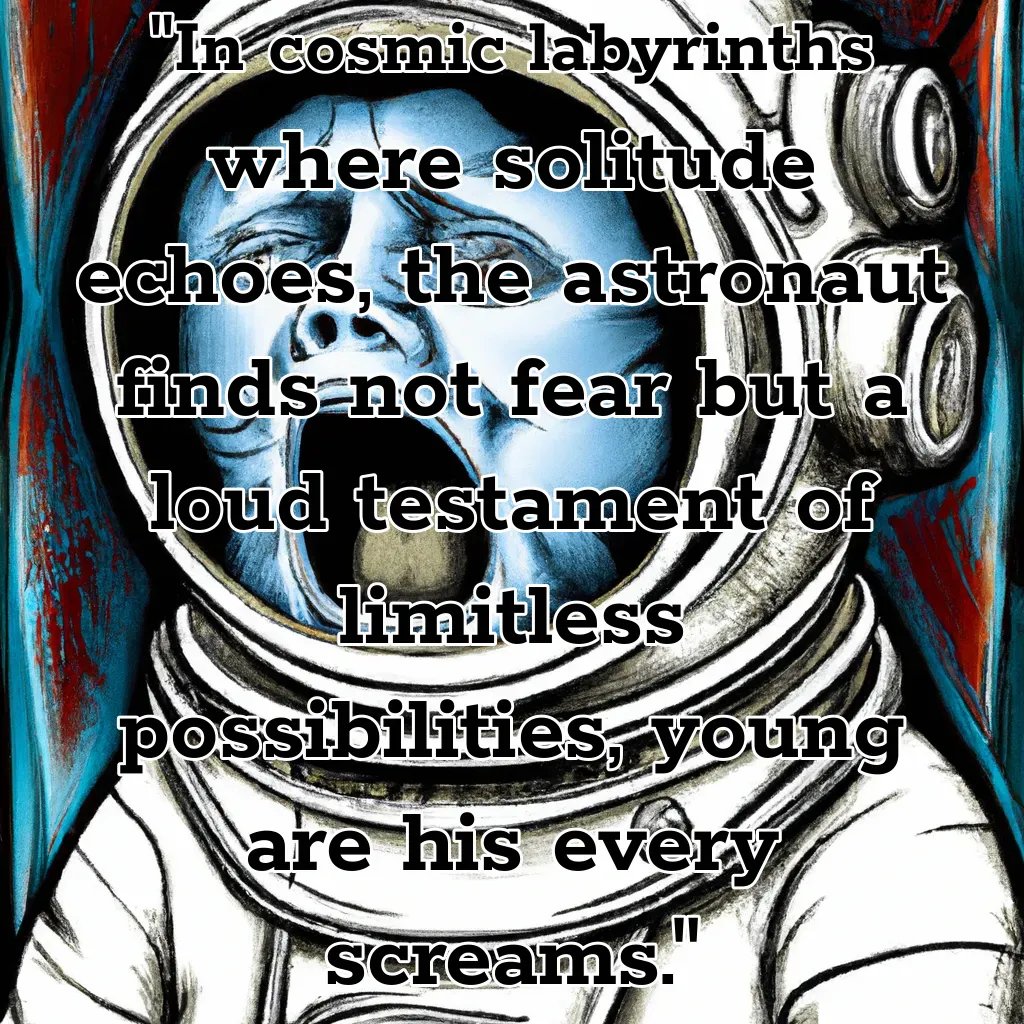 "In cosmic labyrinths
where solitude
echoes, the astronaut
finds not fear but a
loud testament of
limitless
possibilities, young
are his every
screams."